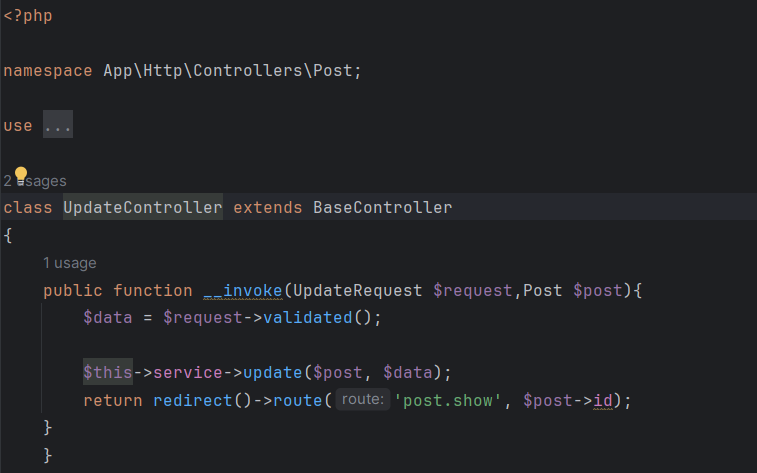 <?php
namespace App\Http\Controllers\Post;
use ...
2 usages
class UpdateController extends BaseController
{
1 usage
public function __invoke(UpdateRequest $request,Post $post){
$data = $request->validated();
$this->service->update($post, $data);
return redirect()->route( route: 'post.show', $post->id);
}
}